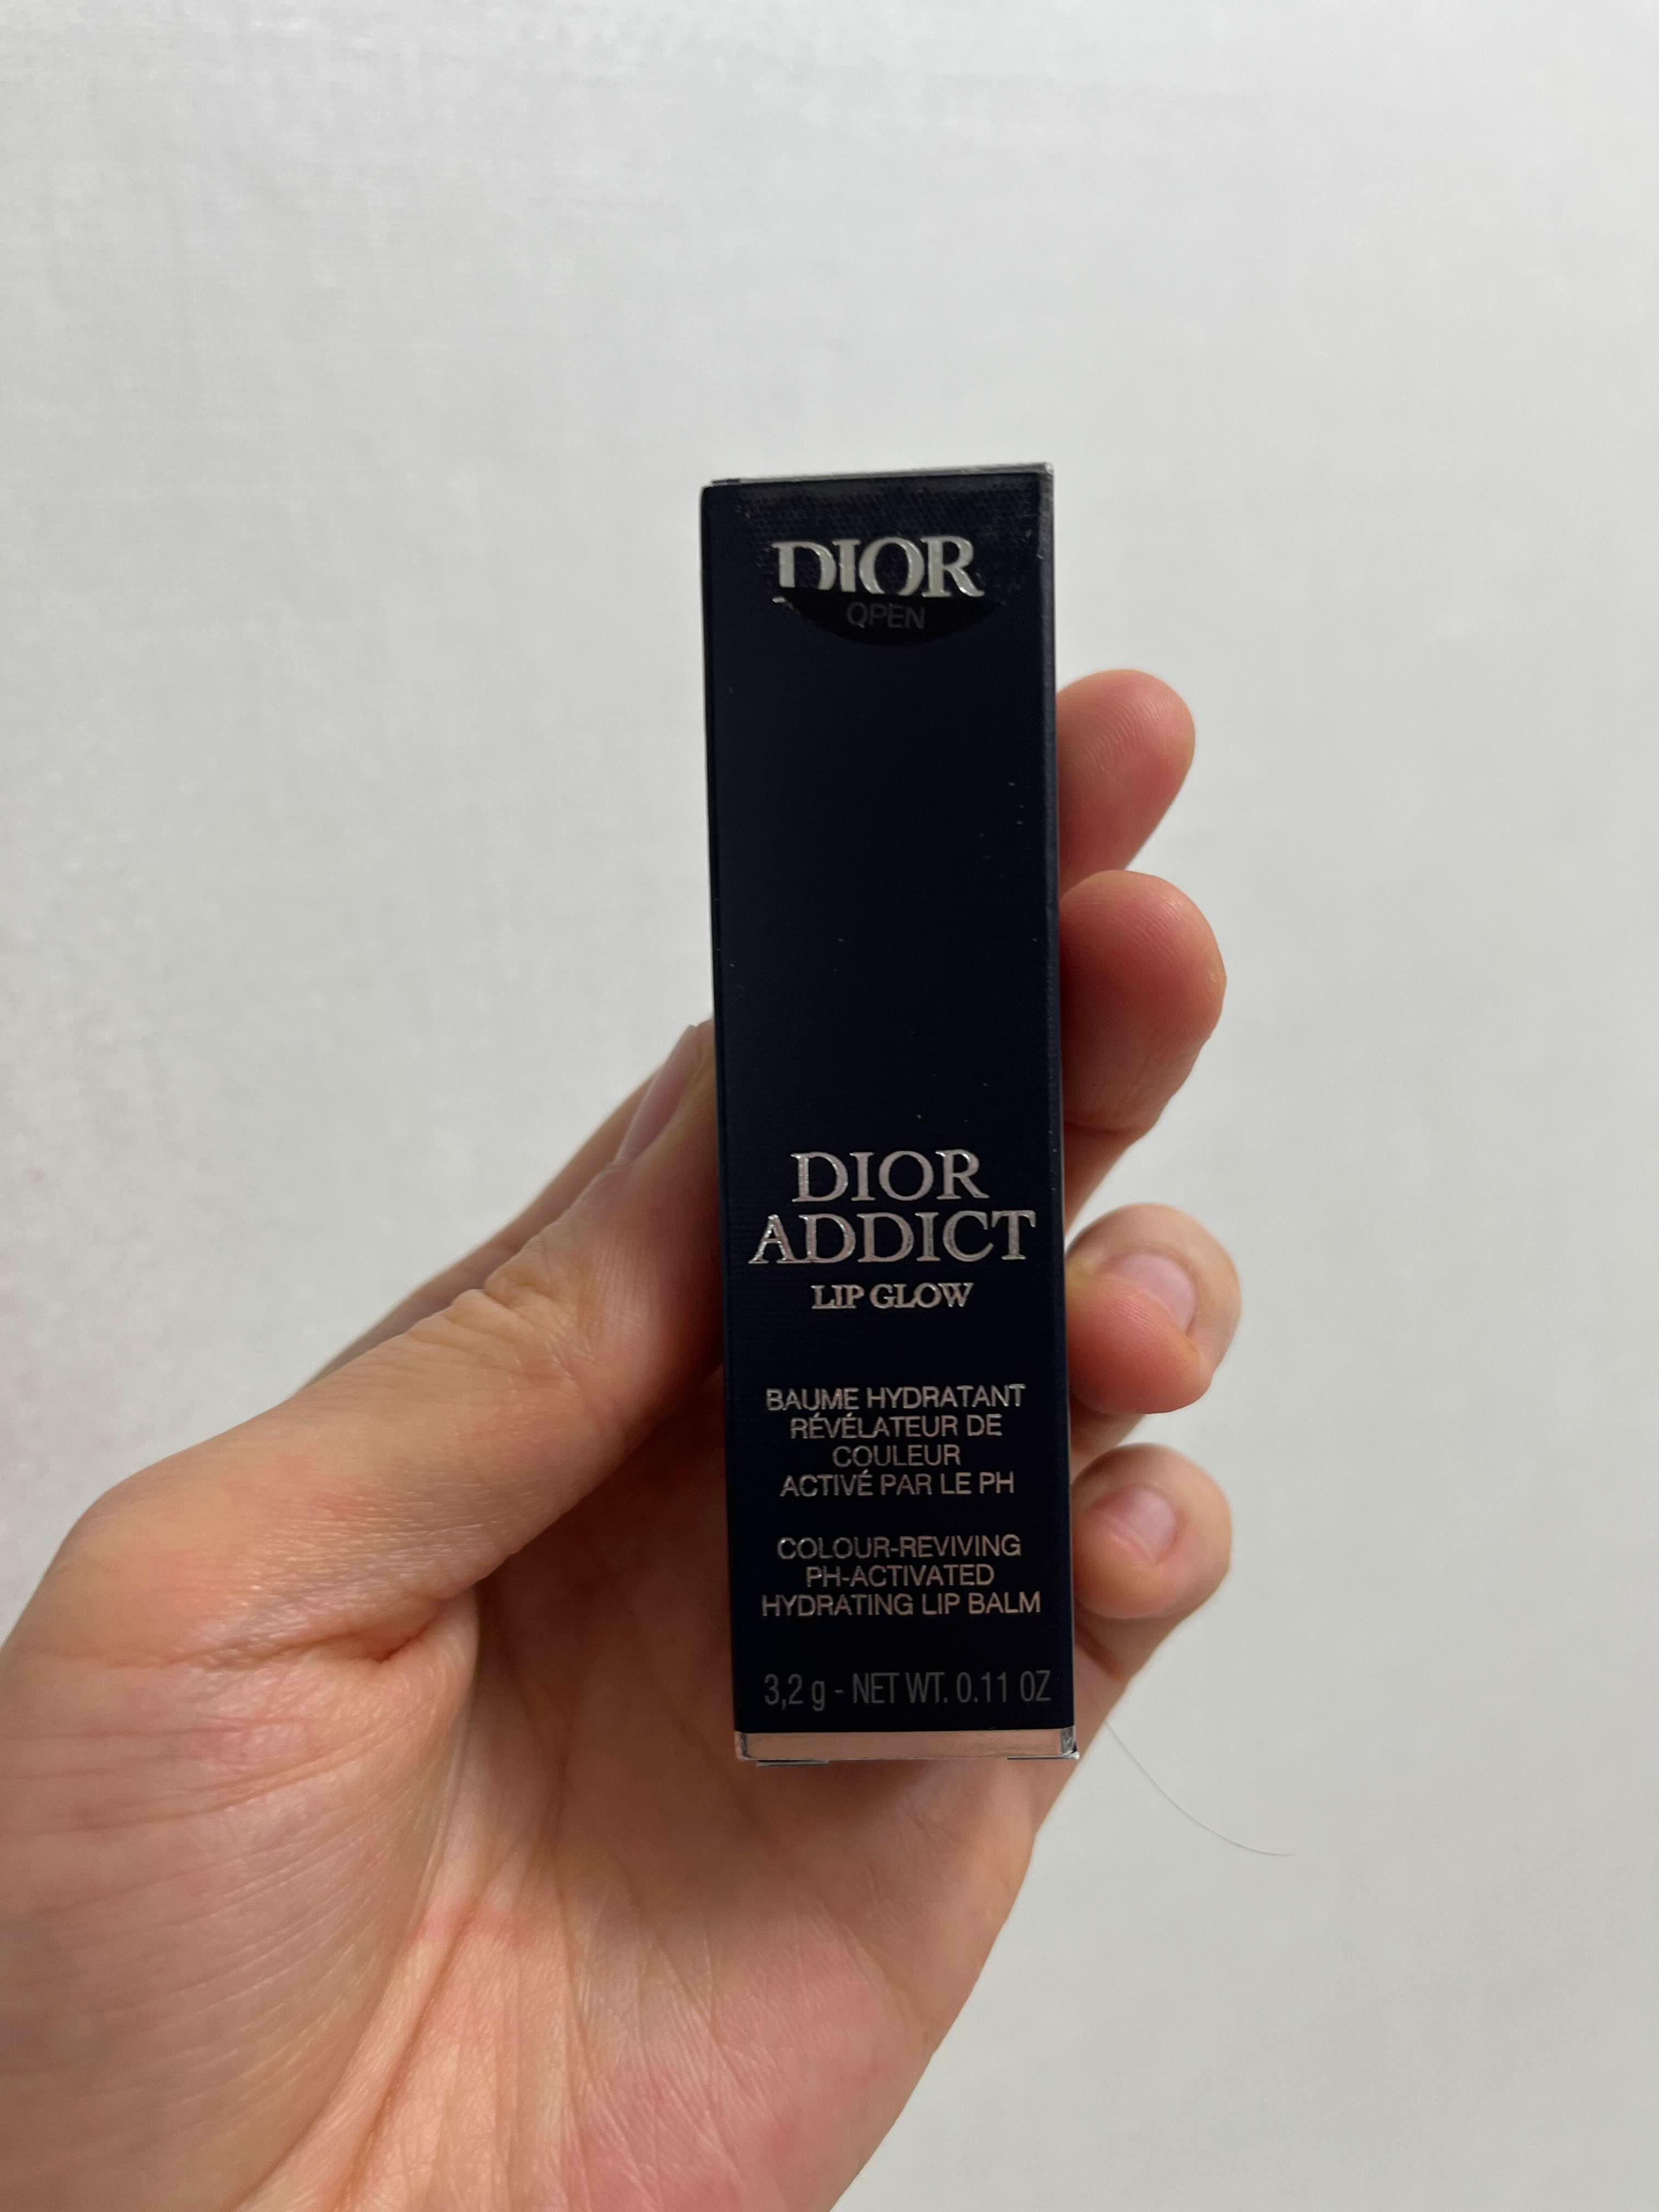 DIOR
OPEN
DIOR
ADDICT
LIP GLOW
BAUME HYDRATANT
RÉVÉLATEUR DE
COULEUR
ACTIVÉ PAR LE PH
COLOUR-REVIVING
PH-ACTIVATED
HYDRATING LIP BALM
3,2 g - NET WT. 0.11 OZ